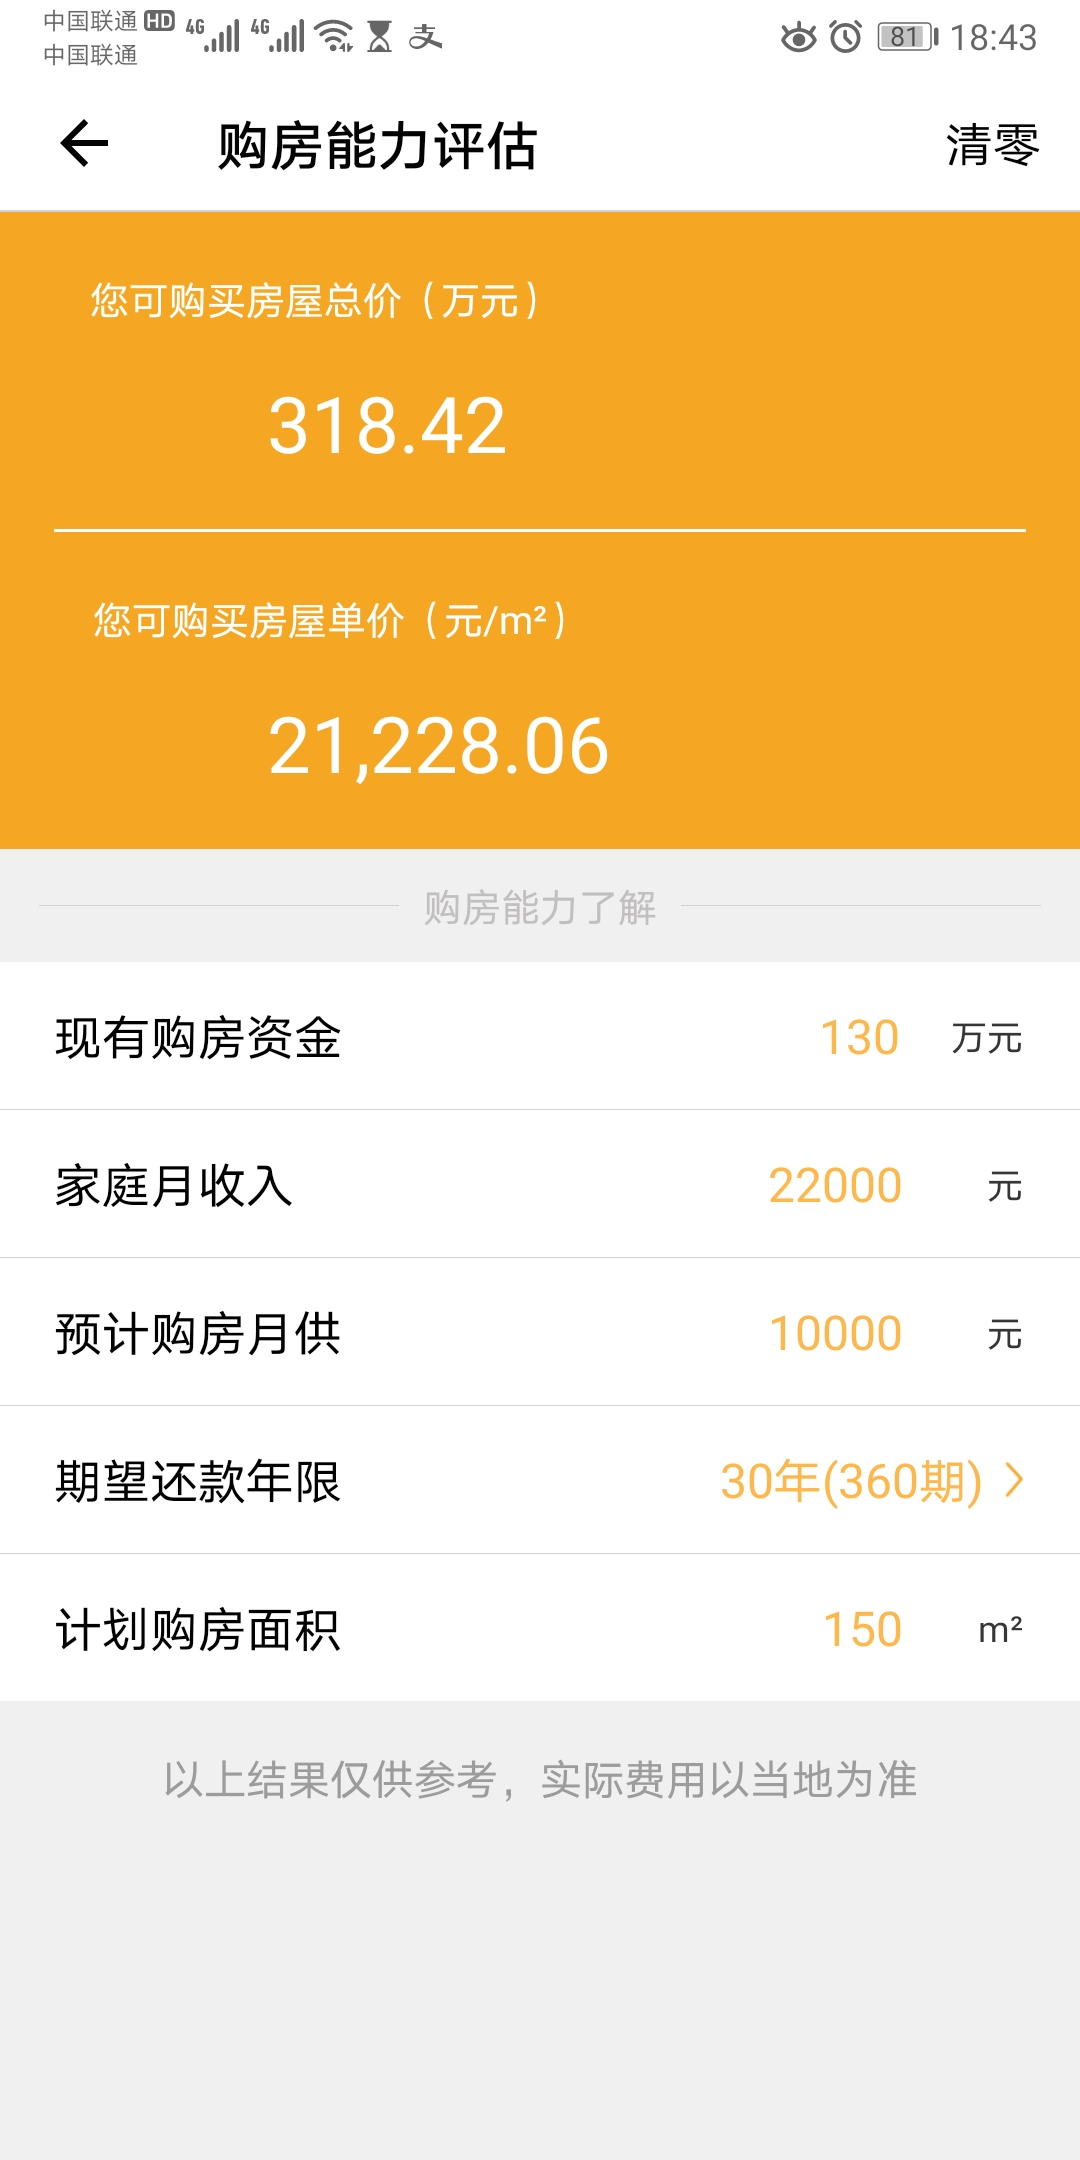 中国联通 HD 4G 4G 81 18:43
中国联通
购房能力评估 清零
您可购买房屋总价（万元）
318.42
您可购买房屋单价（元/m²）
21,228.06
购房能力了解
现有购房资金 130 万元
家庭月收入 22000 元
预计购房月供 10000 元
期望还款年限 30年(360期)
计划购房面积 150 m²
以上结果仅供参考，实际费用以当地为准